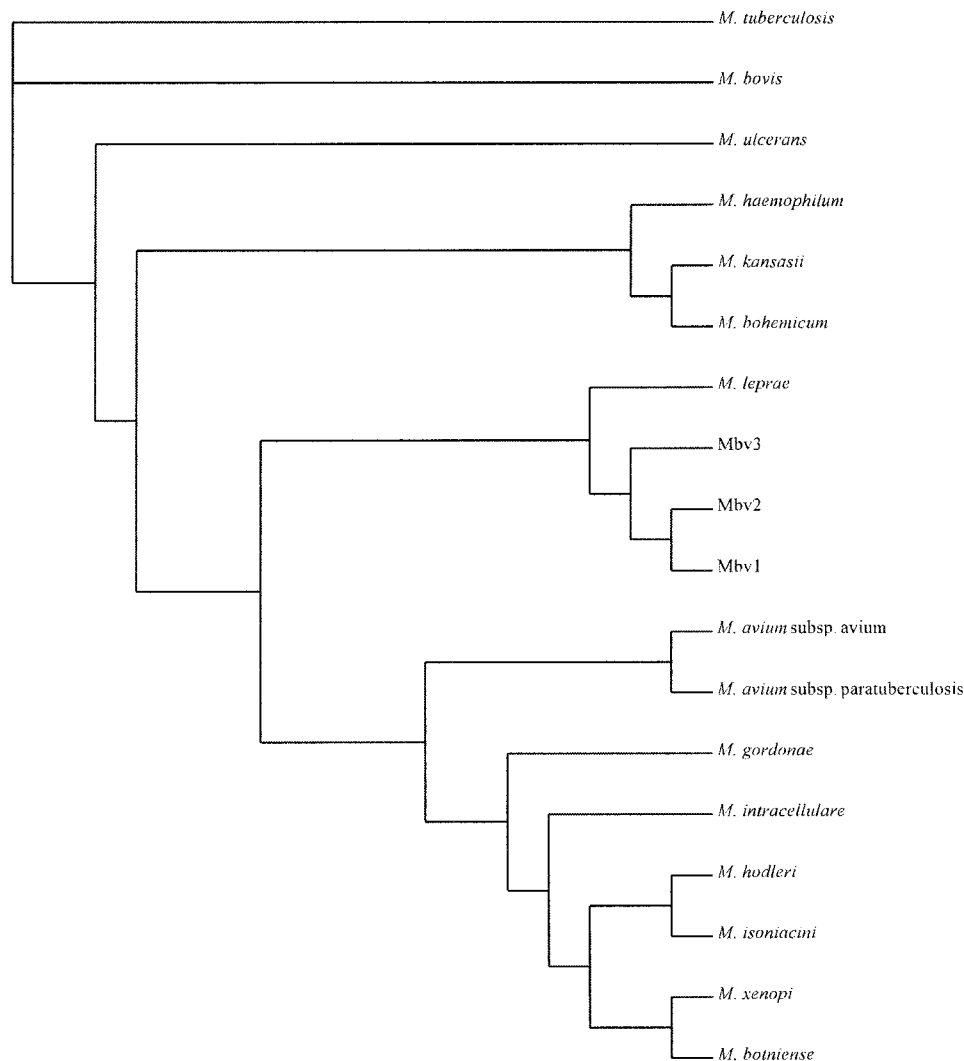 M. tuberculosis
M. bovis
M. ulcerans
M. haemophilum
M. kansasii
M. bohemicum
M. leprae
Mbv3
Mbv2
Mbv1
M. avium subsp. avium
M. avium subsp. paratuberculosis
M. gordonae
M. intracellulare
M. hodleri
M. isoniacini
M. xenopi
M. botniense